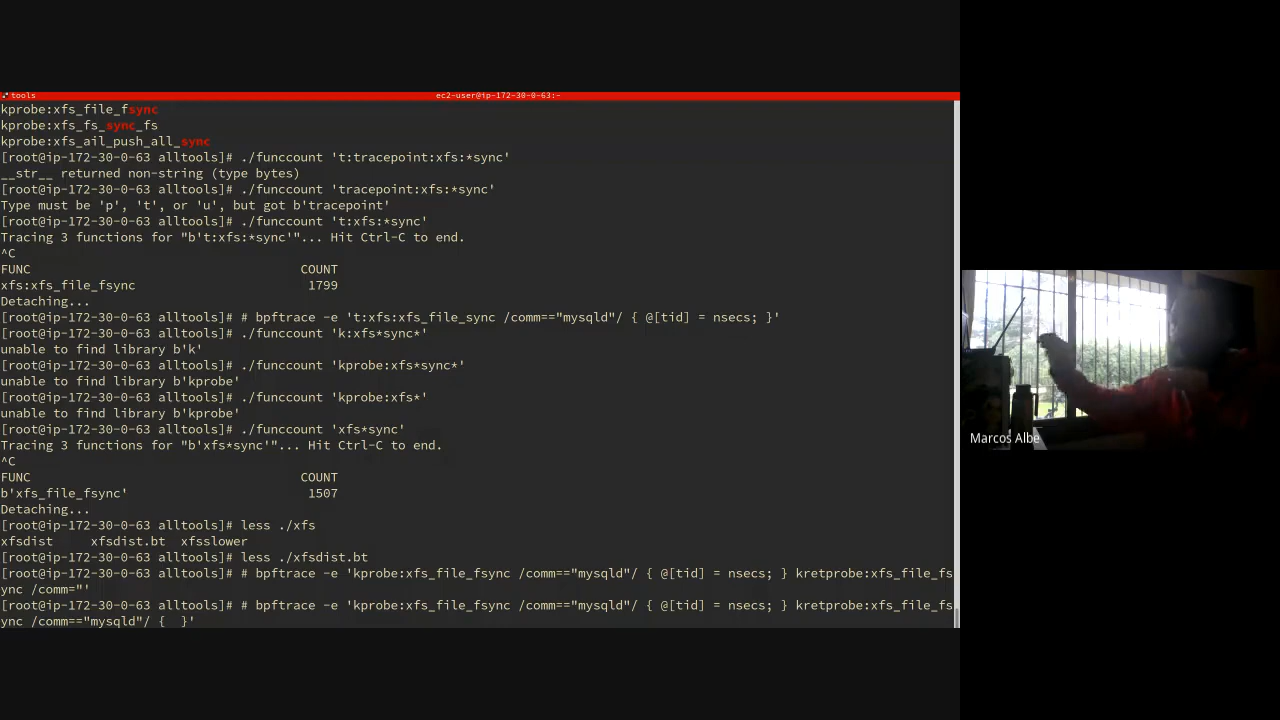 tools
ec2-user@ip-172-30-0-63:~
kprobe:xfs_file_fsync
kprobe:xfs_fs_sync_fs
kprobe:xfs_ail_push_all_sync
[root@ip-172-30-0-63 alltools]# ./funccount 't:tracepoint:xfs:*sync'
__str__ returned non-string (type bytes)
[root@ip-172-30-0-63 alltools]# ./funccount 'tracepoint:xfs:*sync'
Type must be 'p', 't', or 'u', but got b'tracepoint'
[root@ip-172-30-0-63 alltools]# ./funccount 't:xfs:*sync'
Tracing 3 functions for "b't:xfs:*sync'"... Hit Ctrl-C to end.
^C
FUNC COUNT
xfs:xfs_file_fsync 1799
Detaching...
[root@ip-172-30-0-63 alltools]# # bpftrace -e 't:xfs:xfs_file_sync /comm=="mysqld"/ { @[tid] = nsecs; }'
[root@ip-172-30-0-63 alltools]# ./funccount 'k:xfs*sync*'
unable to find library b'k'
[root@ip-172-30-0-63 alltools]# ./funccount 'kprobe:xfs*sync*'
unable to find library b'kprobe'
[root@ip-172-30-0-63 alltools]# ./funccount 'kprobe:xfs*'
unable to find library b'kprobe'
[root@ip-172-30-0-63 alltools]# ./funccount 'xfs*sync'
Tracing 3 functions for "b'xfs*sync'"... Hit Ctrl-C to end.
^C
FUNC COUNT
b'xfs_file_fsync' 1507
Detaching...
[root@ip-172-30-0-63 alltools]# less ./xfs
xfsdist xfsdist.bt xfsslower
[root@ip-172-30-0-63 alltools]# less ./xfsdist.bt
[root@ip-172-30-0-63 alltools]# # bpftrace -e 'kprobe:xfs_file_fsync /comm=="mysqld"/ { @[tid] = nsecs; } kretprobe:xfs_file_fs
ync /comm="'
[root@ip-172-30-0-63 alltools]# # bpftrace -e 'kprobe:xfs_file_fsync /comm=="mysqld"/ { @[tid] = nsecs; } kretprobe:xfs_file_fs
ync /comm=="mysqld"/ {  }'
Marcos Albe